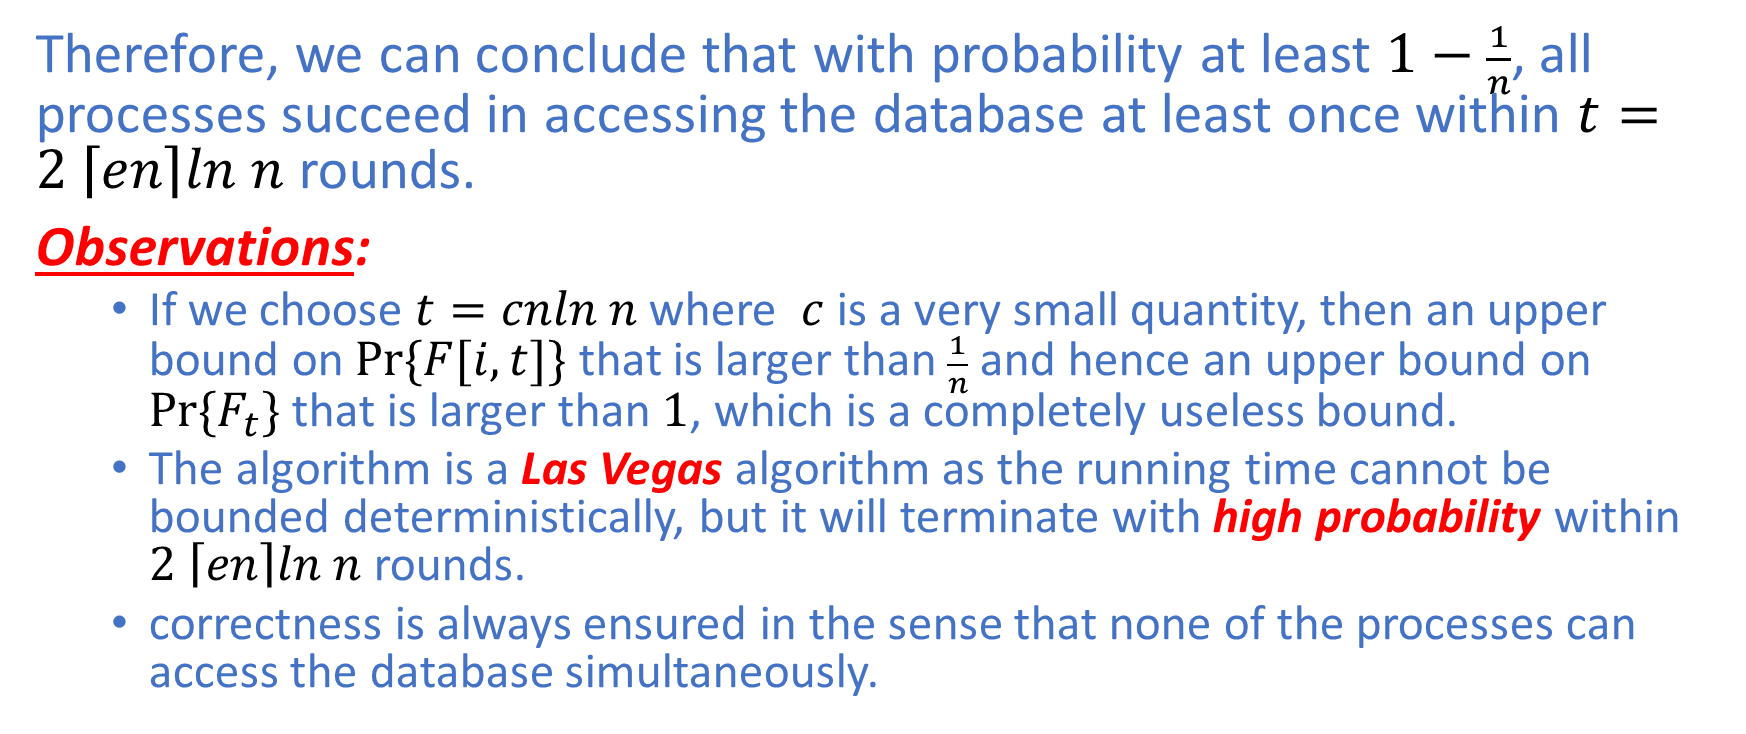 Therefore, we can conclude that with probability at least 1 − 1/n, all
processes succeed in accessing the database at least once within t =
2 ⌈en⌉ln n rounds.
Observations:
• If we choose t = cnln n where c is a very small quantity, then an upper
bound on Pr{F[i, t]} that is larger than 1/n and hence an upper bound on
Pr{Fₜ} that is larger than 1, which is a completely useless bound.
• The algorithm is a Las Vegas algorithm as the running time cannot be
bounded deterministically, but it will terminate with high probability within
2 ⌈en⌉ln n rounds.
• correctness is always ensured in the sense that none of the processes can
access the database simultaneously.